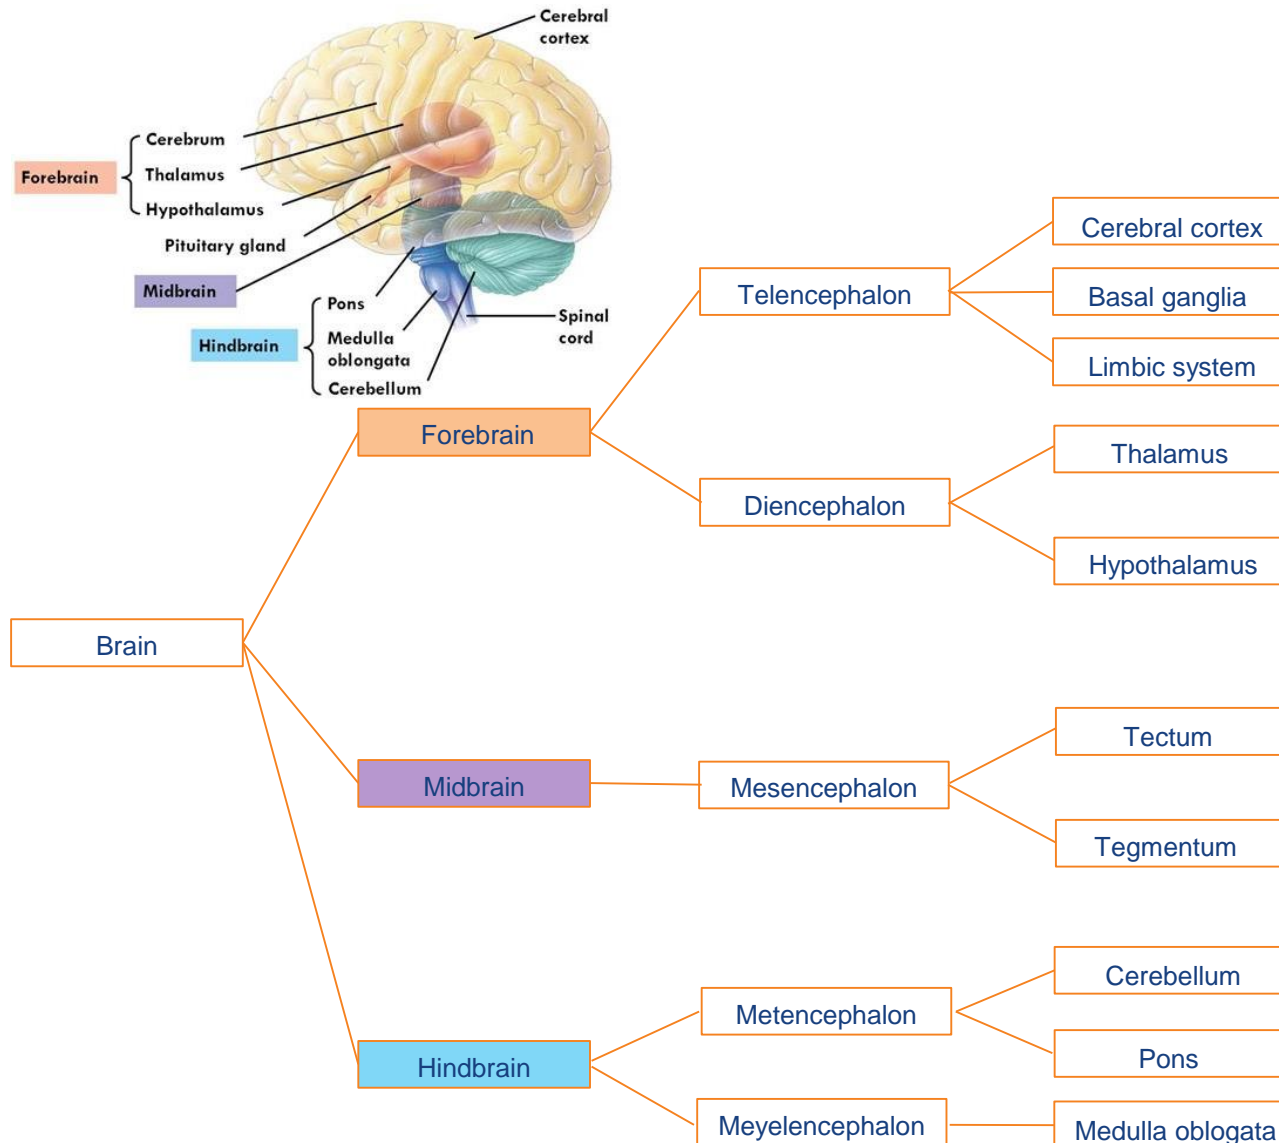 Cerebral
cortex
Cerebrum
Thalamus
Forebrain
Hypothalamus
Pituitary gland
Midbrain
Pons
Spinal
cord
Medulla
oblongata
Hindbrain
Cerebellum
Cerebral cortex
Telencephalon
Basal ganglia
Limbic system
Forebrain
Thalamus
Diencephalon
Hypothalamus
Brain
Tectum
Midbrain
Mesencephalon
Tegmentum
Cerebellum
Metencephalon
Hindbrain
Pons
Meyelencephalon
Medulla oblogata